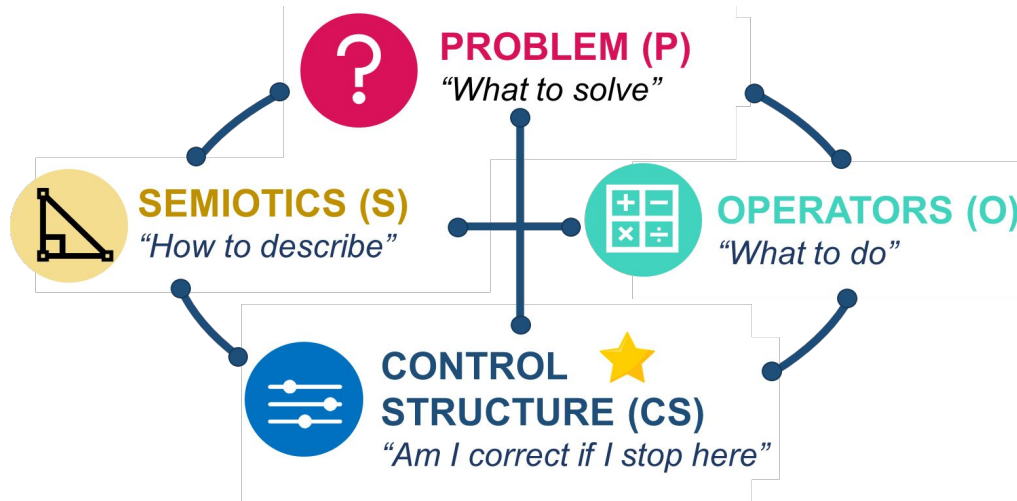 PROBLEM (P)
“What to solve”
SEMIOTICS (S)
“How to describe”
OPERATORS (O)
“What to do”
CONTROL
STRUCTURE (CS)
“Am I correct if I stop here”